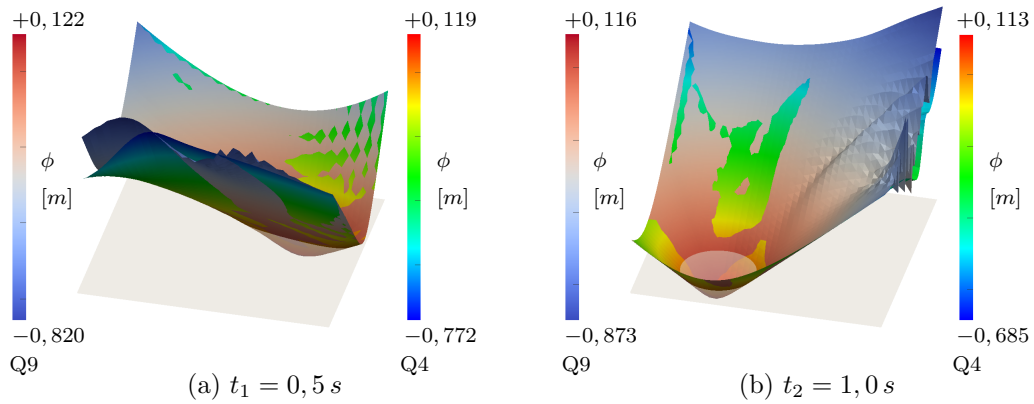 +0, 122
ϕ
[m]
−0, 820
Q9
+0, 119
ϕ
[m]
−0, 772
Q4
(a) t₁ = 0, 5 s
+0, 116
ϕ
[m]
−0, 873
Q9
+0, 113
ϕ
[m]
−0, 685
Q4
(b) t₂ = 1, 0 s